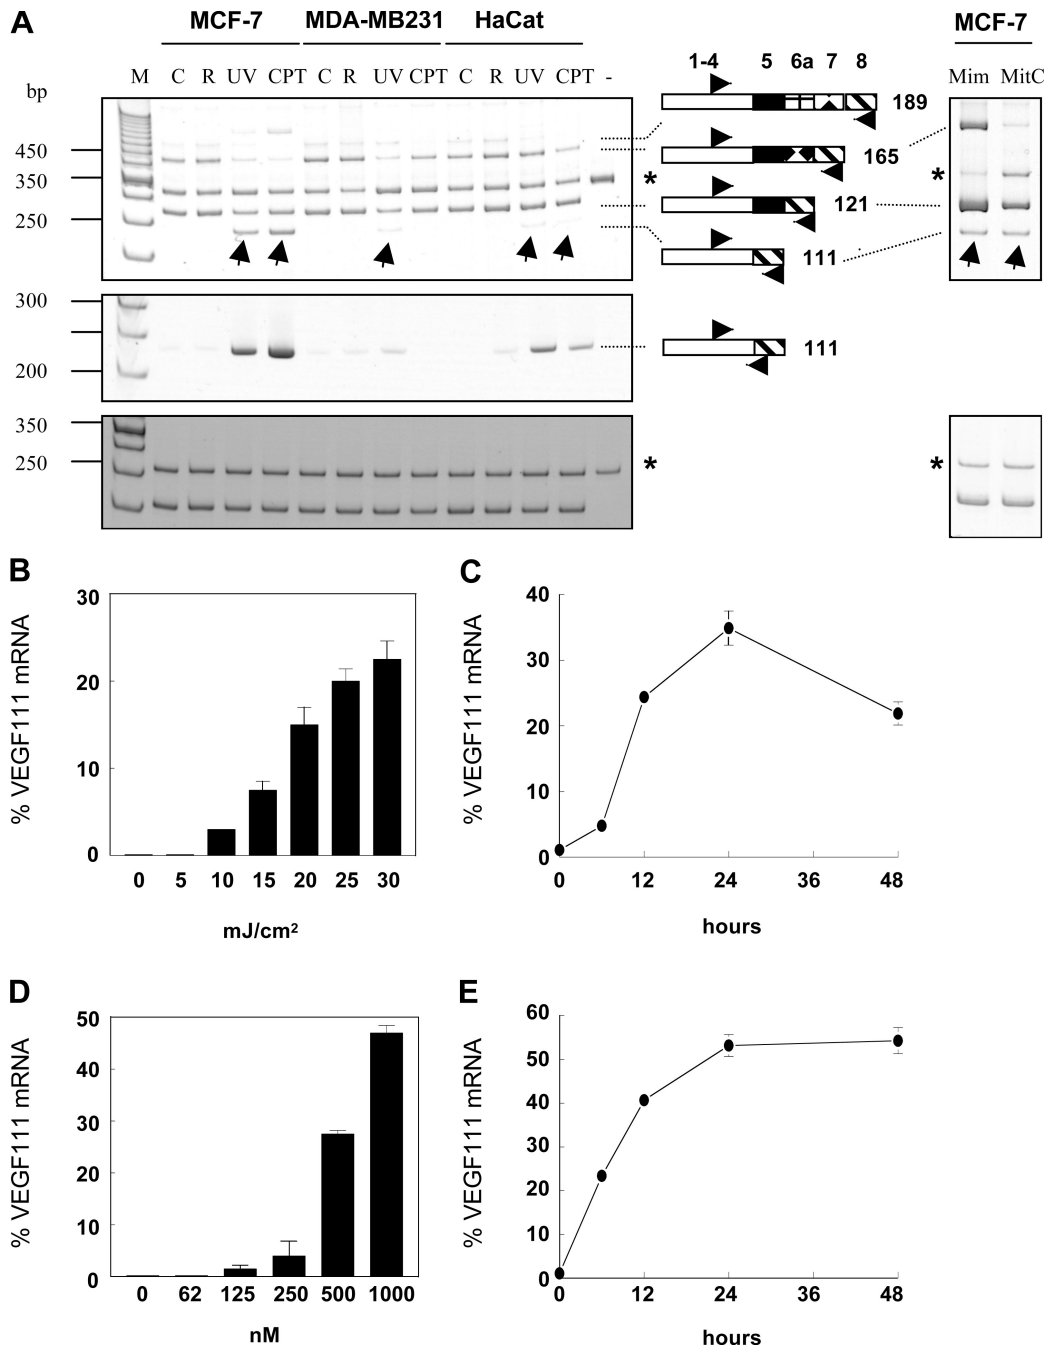 A
MCF-7 MDA-MB231 HaCat MCF-7
M C R UV CPT C R UV CPT C R UV CPT - 
1-4 5 6a 7 8
Mim MitC
bp
450
350
250
189
165
*
121
111
*
300
200
111
350
250
*
*
B
% VEGF111 mRNA
30
20
10
0
0 5 10 15 20 25 30
mJ/cm²
C
% VEGF111 mRNA
40
30
20
10
0
0 12 24 36 48
hours
D
% VEGF111 mRNA
50
40
30
20
10
0
0 62 125 250 500 1000
nM
E
% VEGF111 mRNA
60
50
40
30
20
10
0
0 12 24 36 48
hours